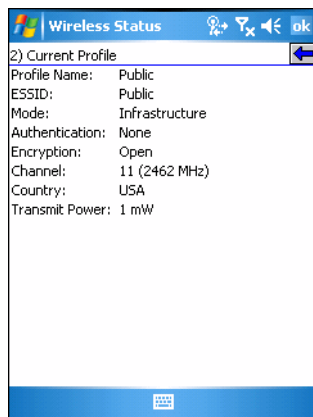 Wireless Status ok
2) Current Profile
Profile Name: Public
ESSID: Public
Mode: Infrastructure
Authentication: None
Encryption: Open
Channel: 11 (2462 MHz)
Country: USA
Transmit Power: 1 mW